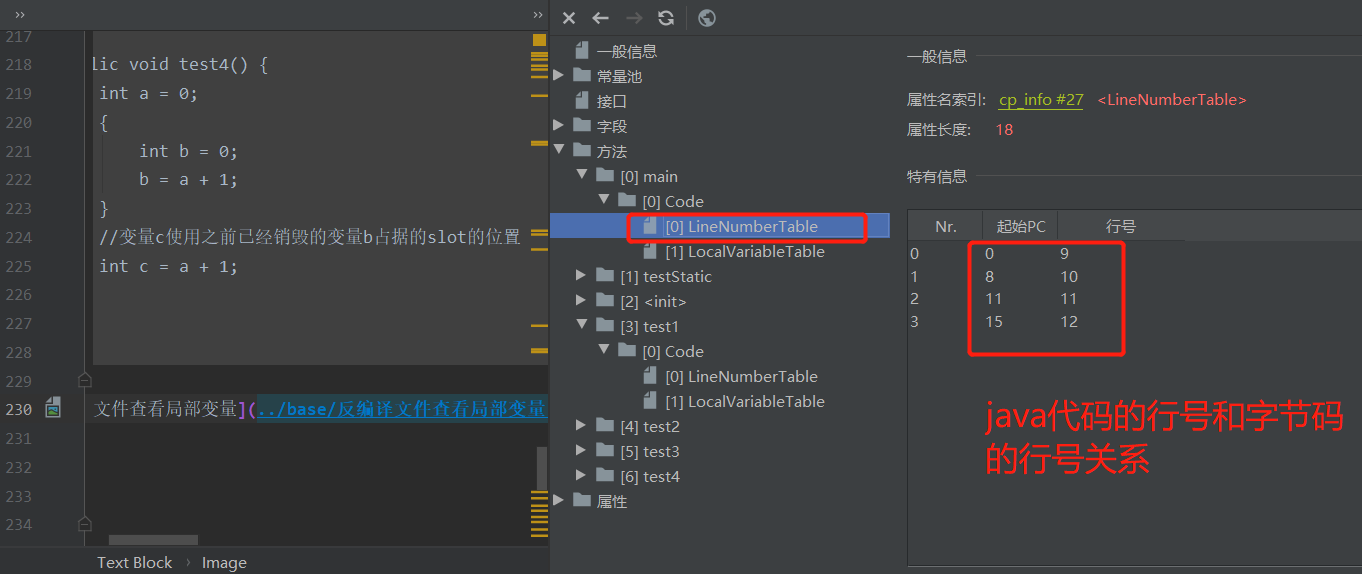 217
218 lic void test4() {
219 int a = 0;
220 {
221 int b = 0;
222 b = a + 1;
223 }
224 //变量c使用之前已经销毁的变量b占据的slot的位置
225 int c = a + 1;
226
227
228
229
230 文件查看局部变量](../base/反编译文件查看局部变量
231
232
233
234
Text Block › Image
一般信息
常量池
接口
字段
方法
[0] main
[0] Code
[0] LineNumberTable
[1] LocalVariableTable
[1] testStatic
[2] <init>
[3] test1
[0] Code
[0] LineNumberTable
[1] LocalVariableTable
[4] test2
[5] test3
[6] test4
属性
一般信息
属性名索引: cp_info #27 <LineNumberTable>
属性长度: 18
特有信息
Nr. 起始PC 行号
0 0 9
1 8 10
2 11 11
3 15 12
java代码的行号和字节码
的行号关系